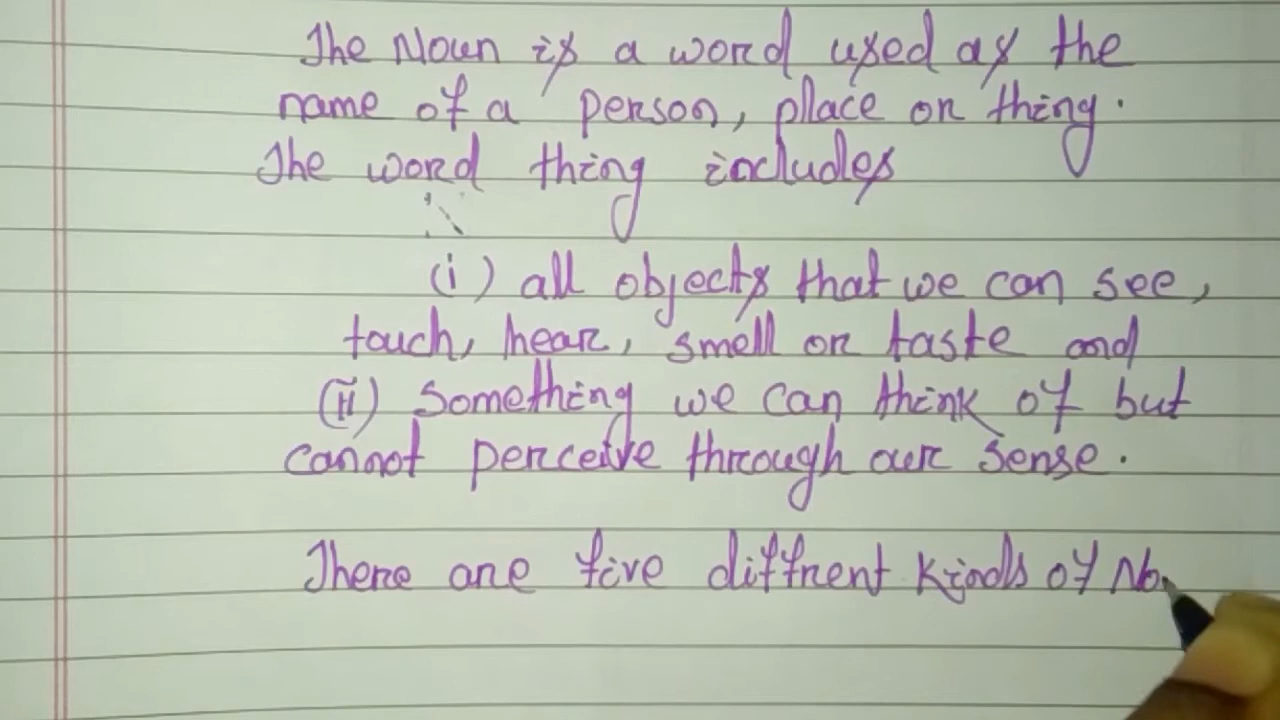 The Noun is a word used as the
name of a person, place or thing.
The word thing includes
(i) all objects that we can see,
touch, hear, smell or taste and
(ii) Something we can think of but
cannot perceive through our sense.
There are five diffrent kinds of No